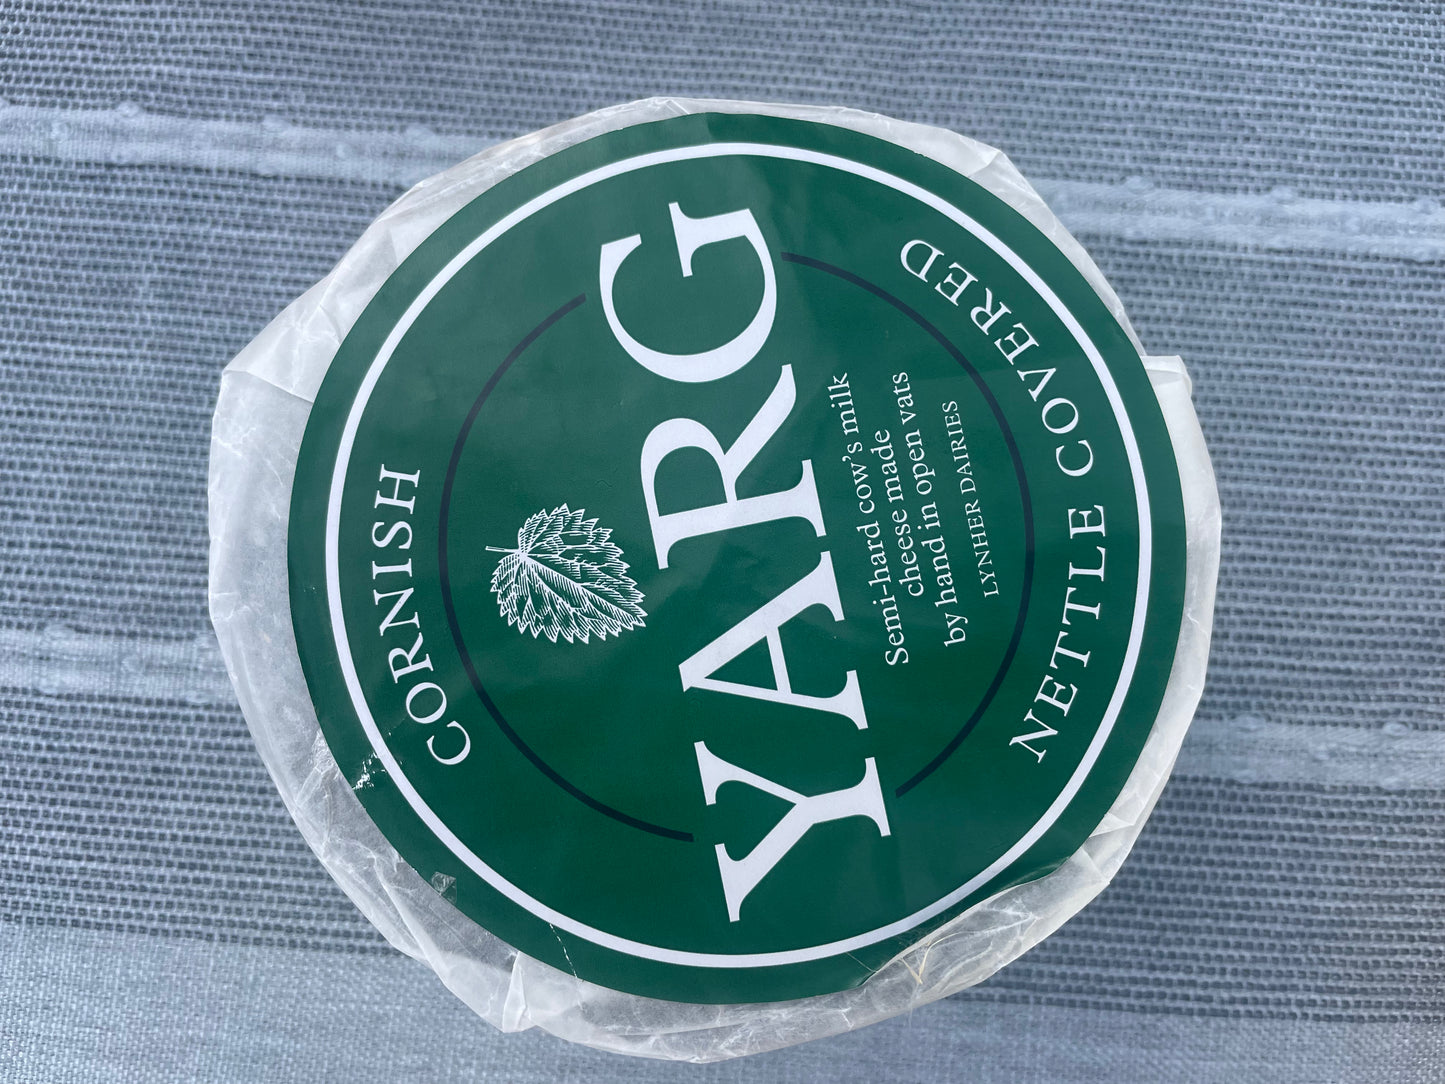 CORNISH
YARG
Semi-hard cow’s milk
cheese made
in open vats
by hand
LYNHER DAIRIES
NETTLE COVERED